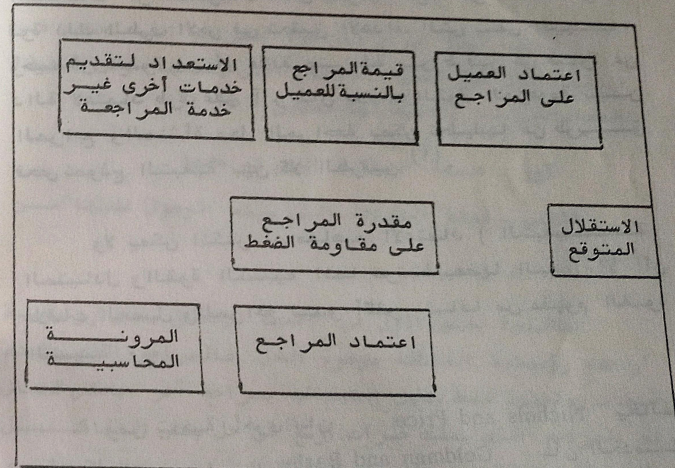 اعتماد العميل
على المراجع
قيمة المراجع
بالنسبة للعميل
الاستعداد لتقديم
خدمات أخرى غير
خدمة المراجعة
الاستقلال
المتوقع
مقدرة المراجع
على مقاومة الضغط
اعتماد المراجع
المرونة
المحاسبية